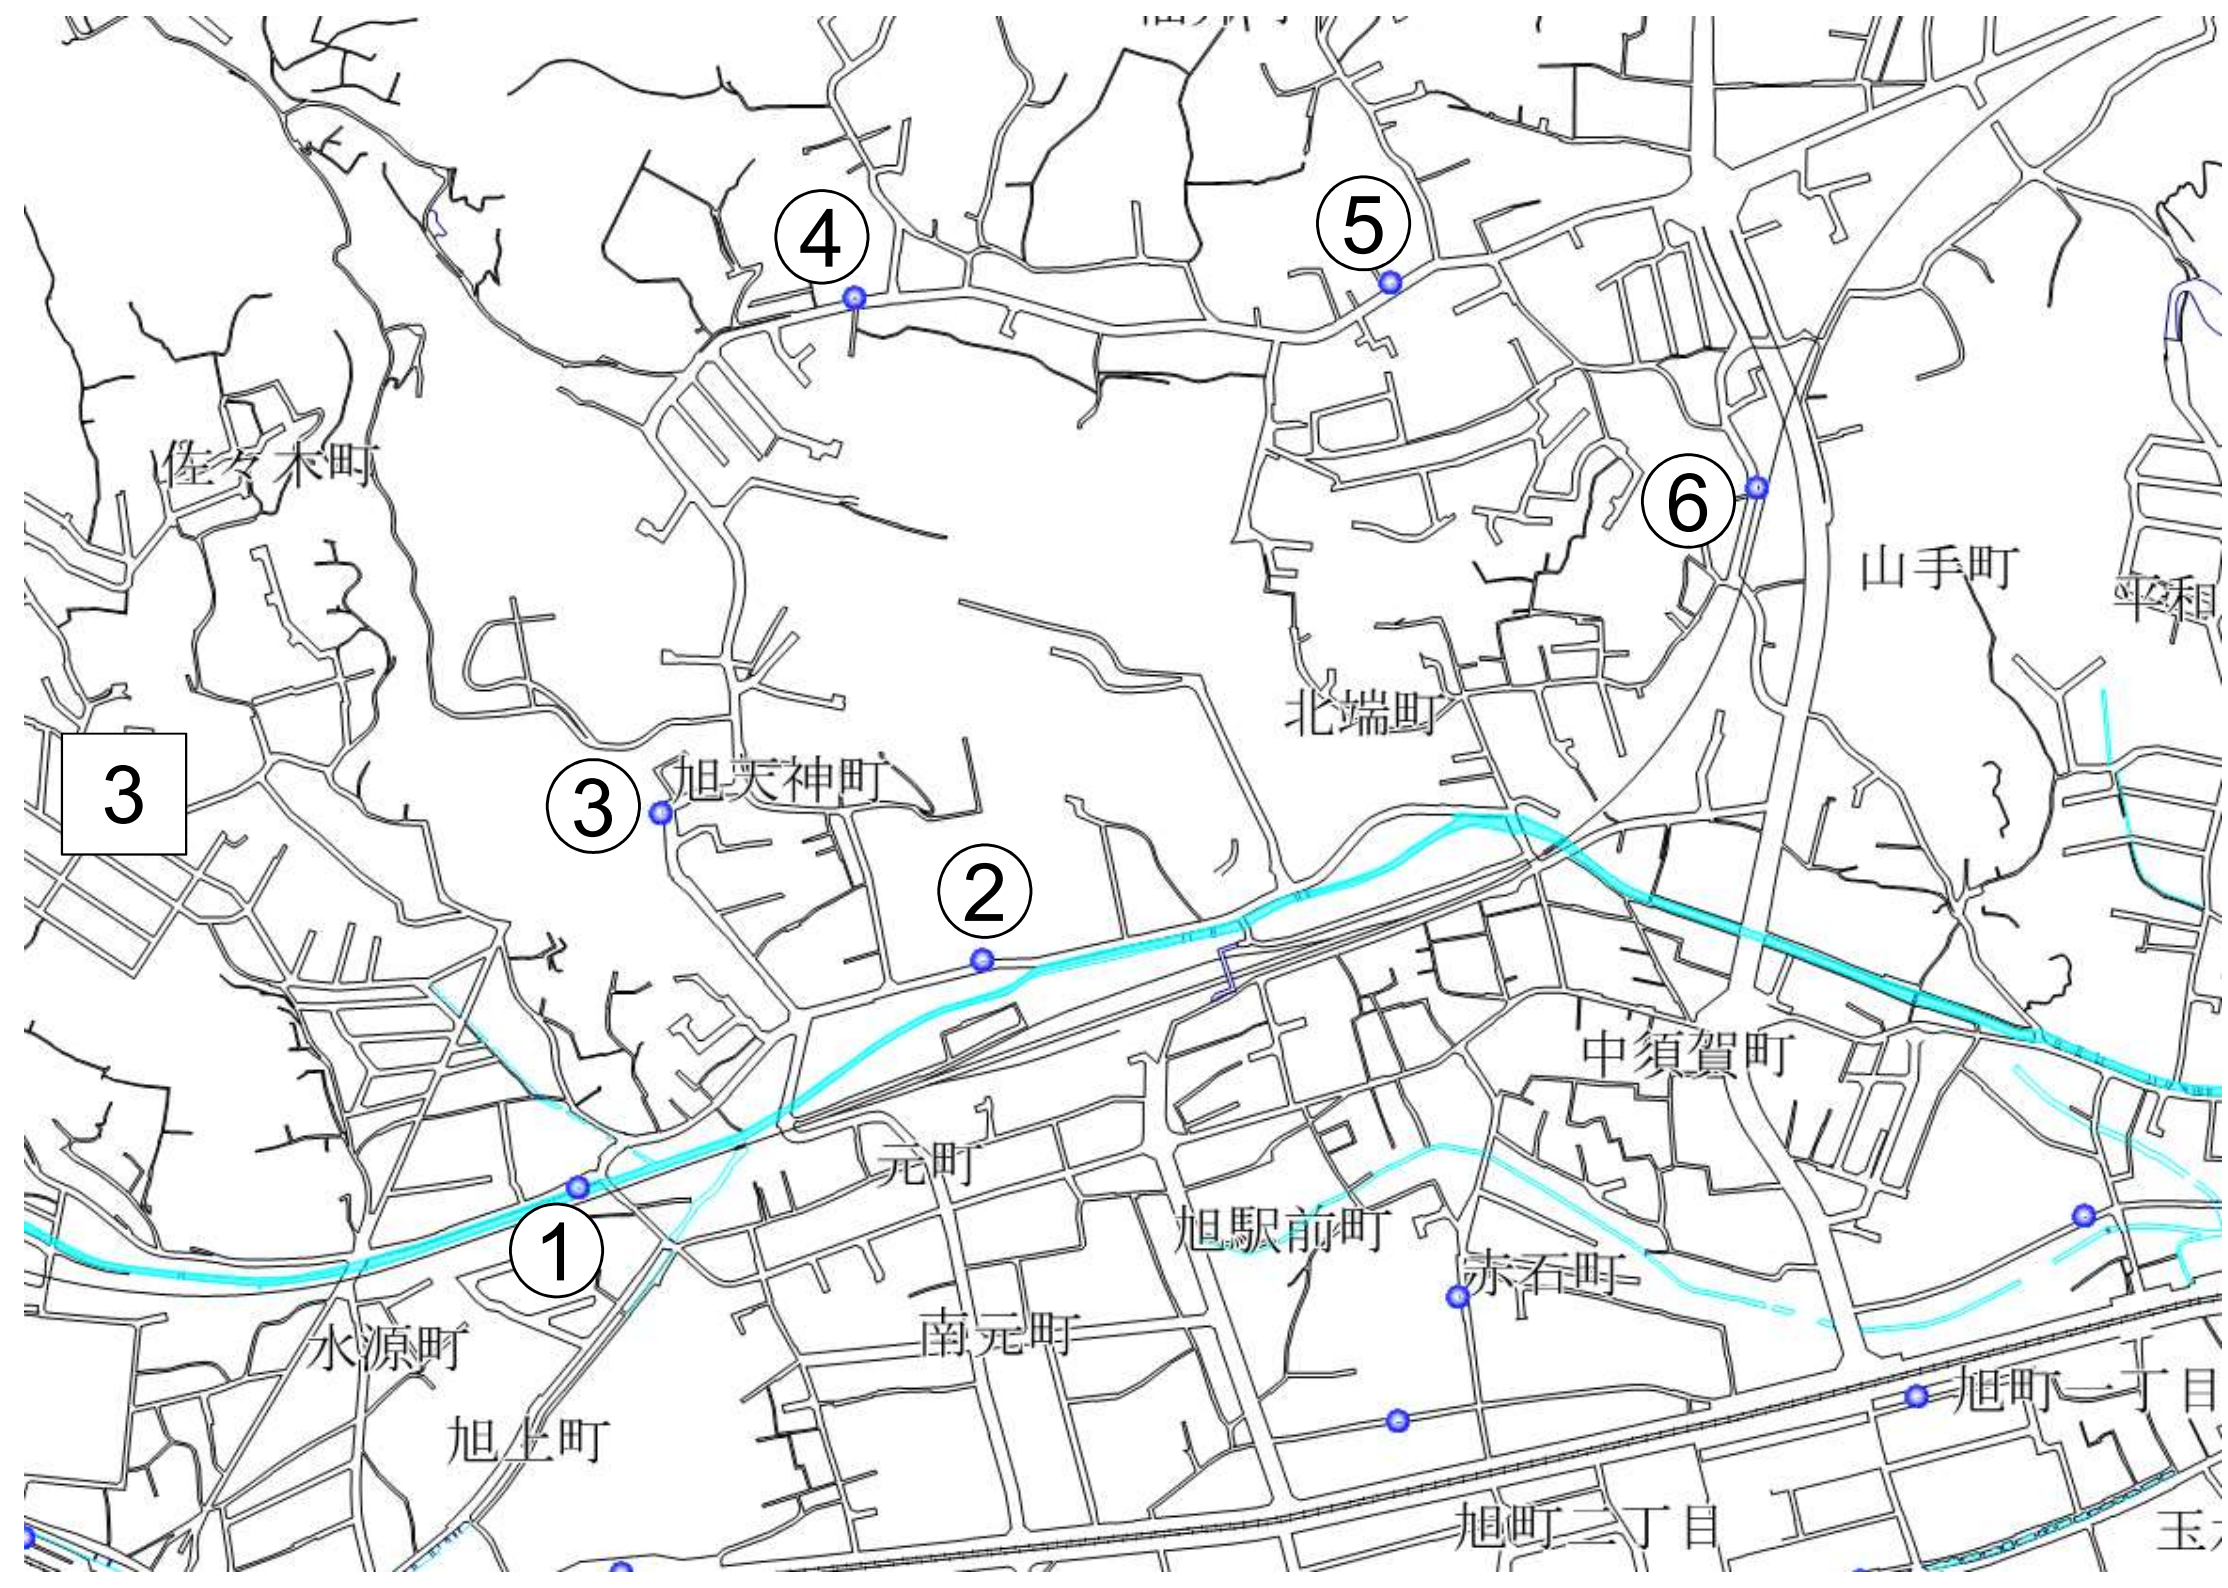 ④
⑤
佐々木町
⑥
山手町
平和
北端町
3
③
旭天神町
②
中須賀町
元町
①
旭駅前町
赤石町
南元町
水源町
旭町一丁目
旭上町
旭町二丁目
玉